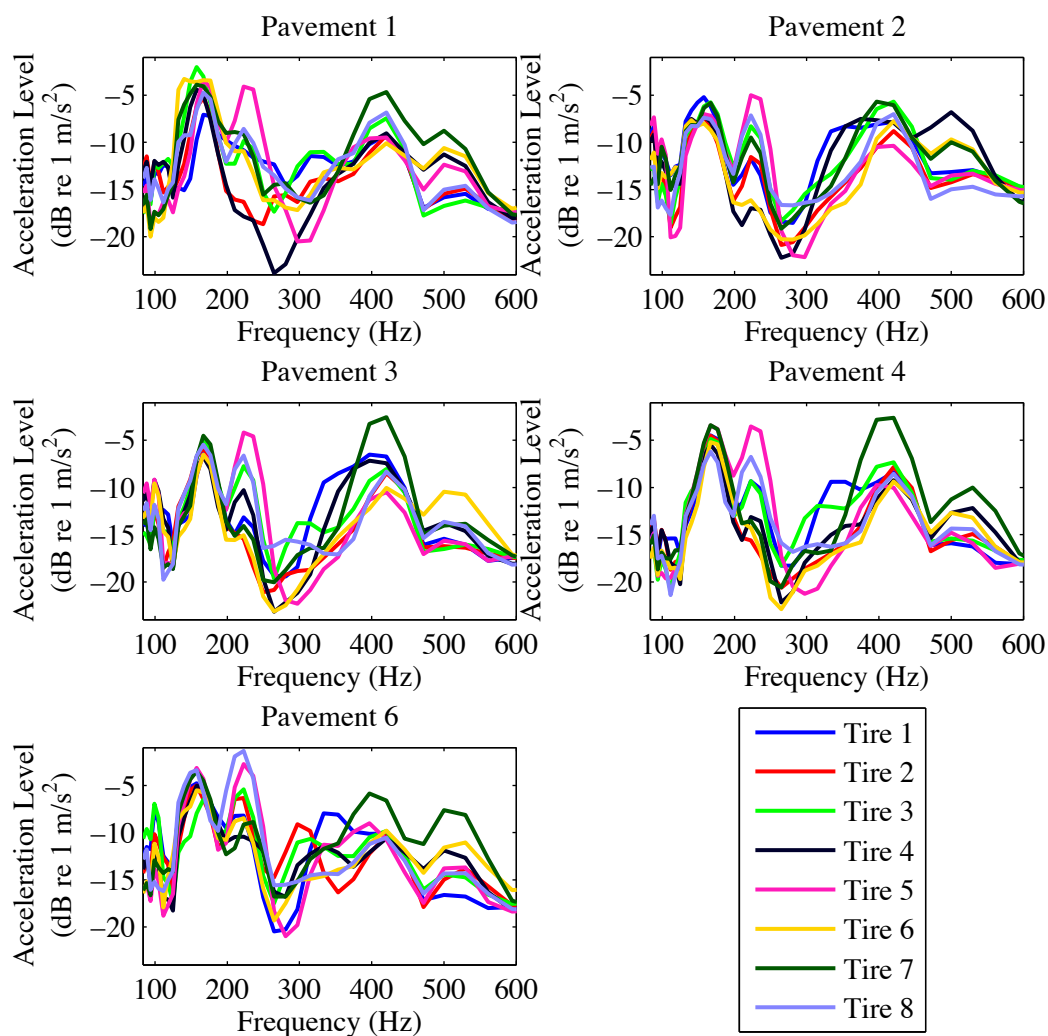 Pavement 1
Acceleration Level
(dB re 1 m/s²)
−5
−10
−15
−20
100 200 300 400 500 600
Frequency (Hz)
Pavement 2
Acceleration Level
(dB re 1 m/s²)
−5
−10
−15
−20
100 200 300 400 500 600
Frequency (Hz)
Pavement 3
Acceleration Level
(dB re 1 m/s²)
−5
−10
−15
−20
100 200 300 400 500 600
Frequency (Hz)
Pavement 4
Acceleration Level
(dB re 1 m/s²)
−5
−10
−15
−20
100 200 300 400 500 600
Frequency (Hz)
Pavement 6
Acceleration Level
(dB re 1 m/s²)
−5
−10
−15
−20
100 200 300 400 500 600
Frequency (Hz)
Tire 1
Tire 2
Tire 3
Tire 4
Tire 5
Tire 6
Tire 7
Tire 8